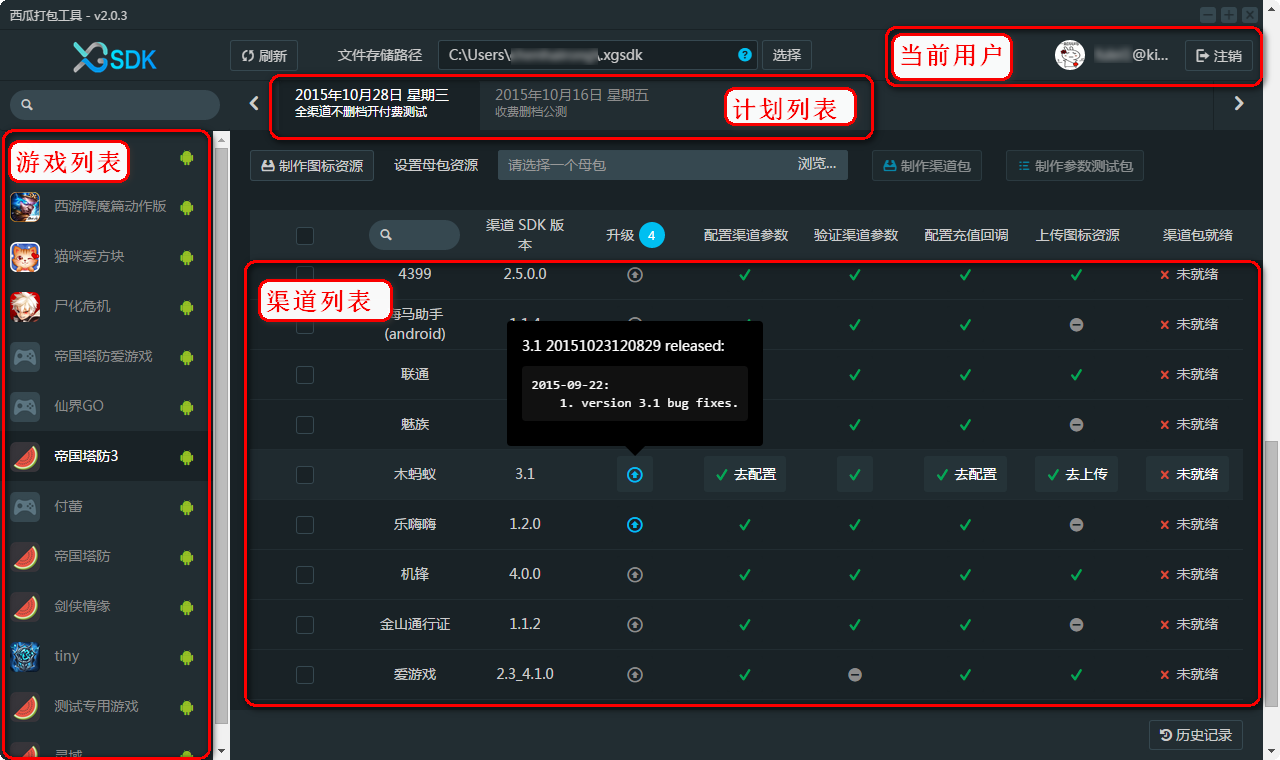 西瓜打包工具 - v2.0.3
XGSDK
刷新
文件存储路径
C:\Users\
\.xgsdk
?
选择
当前用户
@ki...
注销
2015年10月28日 星期三
全渠道不删档开付费测试
2015年10月16日 星期五
收费删档公测
计划列表
游戏列表
西游降魔篇动作版
猫咪爱方块
尸化危机
帝国塔防爱游戏
仙界GO
帝国塔防3
付蕾
帝国塔防
剑侠情缘
tiny
测试专用游戏
灵域
制作图标资源
设置母包资源
请选择一个母包
浏览...
制作渠道包
制作参数测试包
渠道 SDK 版本
升级 4
配置渠道参数
验证渠道参数
配置充值回调
上传图标资源
渠道包就绪
渠道列表
4399 2.5.0.0 未就绪
海马助手
(android) 未就绪
联通 未就绪
魅族 未就绪
3.1 20151023120829 released:
2015-09-22:
1. version 3.1 bug fixes.
木蚂蚁 3.1 去配置 去配置 去上传 未就绪
乐嗨嗨 1.2.0 未就绪
机锋 4.0.0 未就绪
金山通行证 1.1.2 未就绪
爱游戏 2.3_4.1.0 未就绪
历史记录